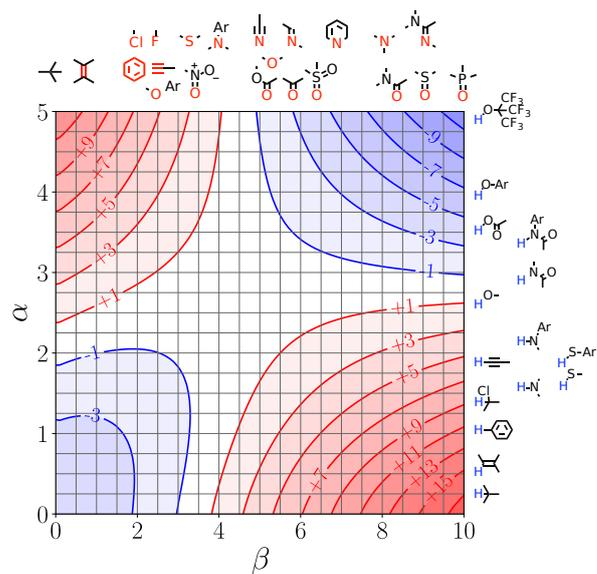 Ar
Cl F S N N N N N N N
O
Ar
O
N⁺ O⁻
O
O
O
O
S
O
O
N
O
S
O
P
O
5
4
3
2
1
0
α
0 2 4 6 8 10
β
+9
+7
+5
+3
+1
-1
-3
-9
-7
-5
-3
-1
+1
+3
+5
+7
+9
+11
+13
+15
CF₃
H O CF₃
CF₃
H O-Ar
H O O
Ar
H N O
H N O
H O
Ar
H-N
H
S-Ar
H
S
H
H-N
Cl
H
H
H
H